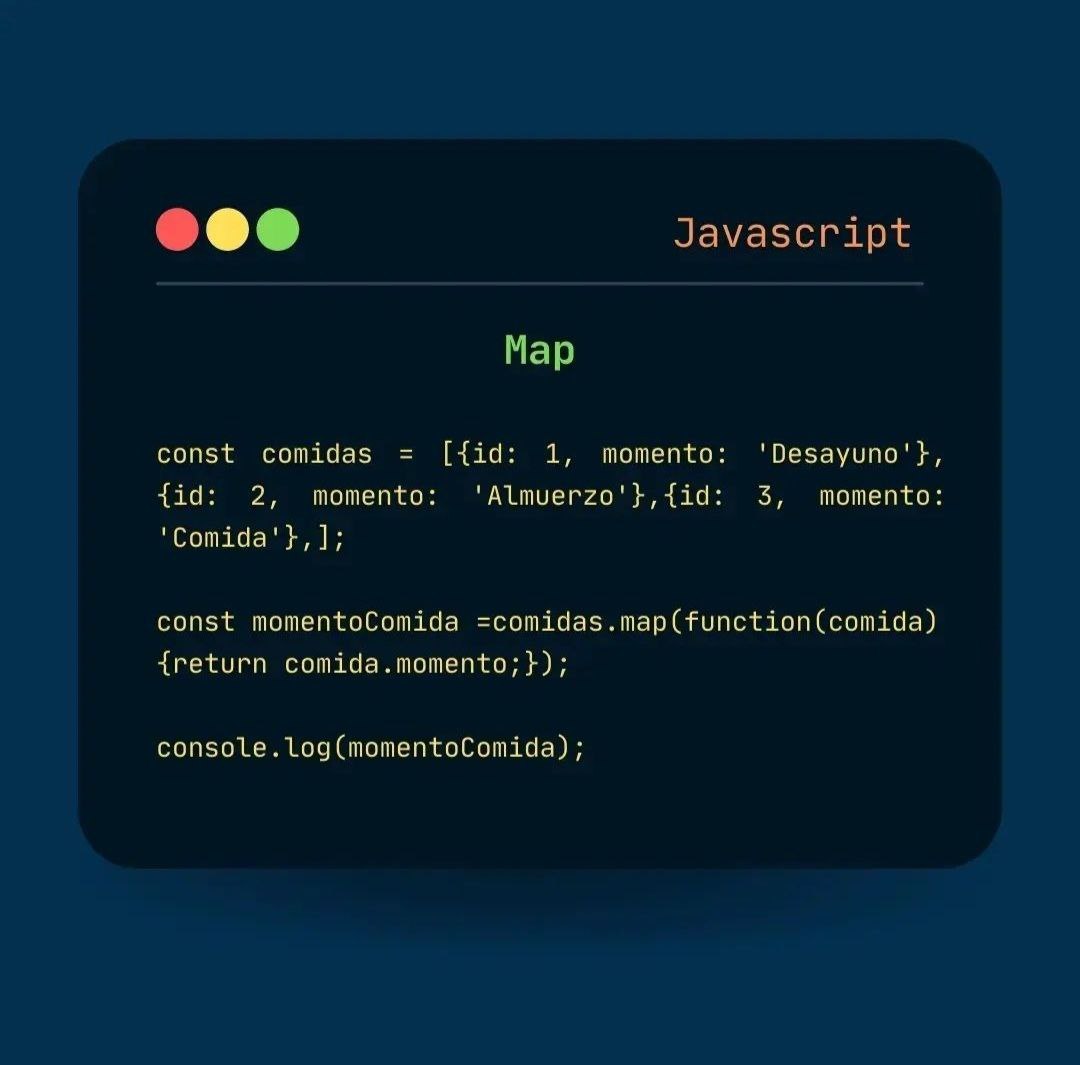 Javascript
Map
const comidas = [{id: 1, momento: 'Desayuno'},
{id: 2, momento: 'Almuerzo'},{id: 3, momento:
'Comida'},];
const momentoComida =comidas.map(function(comida)
{return comida.momento;});
console.log(momentoComida);